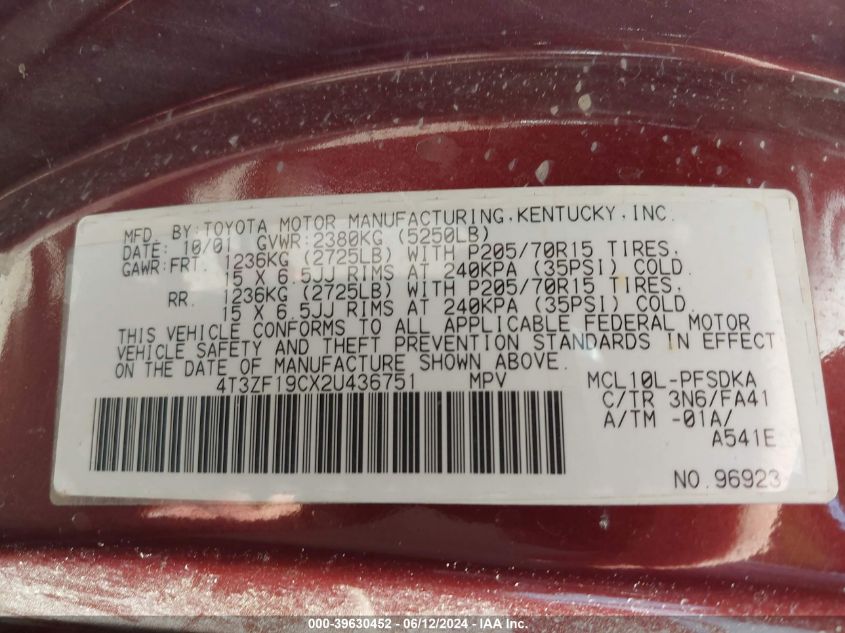 MFD. BY:TOYOTA MOTOR MANUFACTURING,KENTUCKY,INC.
DATE: 10/01 GVWR:2380KG (5250LB)
GAWR:FRT. 1236KG (2725LB) WITH P205/70R15 TIRES,
15 X 6.5JJ RIMS AT 240KPA (35PSI) COLD.
RR. 1236KG (2725LB) WITH P205/70R15 TIRES,
15 X 6.5JJ RIMS AT 240KPA (35PSI) COLD.
THIS VEHICLE CONFORMS TO ALL APPLICABLE FEDERAL MOTOR
VEHICLE SAFETY AND THEFT PREVENTION STANDARDS IN EFFECT
ON THE DATE OF MANUFACTURE SHOWN ABOVE.
4T3ZF19CX2U436751 MPV MCL10L-PFSDKA
C/TR 3N6/FA41
A/TM -01A/
A541E
NO.96923
000-39630452 - 06/12/2024 - IAAI.COM